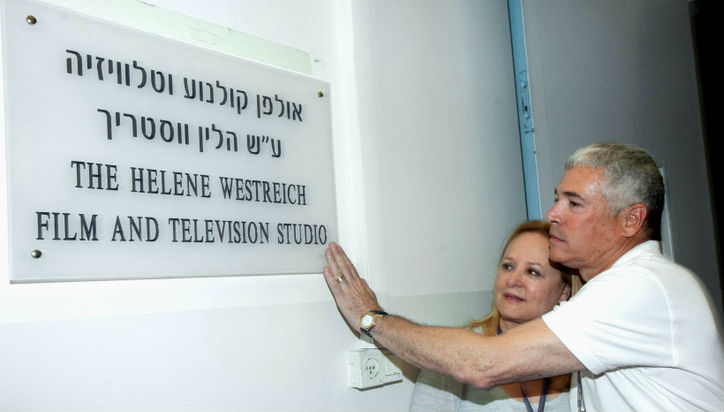 אולפן קולנוע וטלוויזיה
ע״ש הלין ווסטריך
THE HELENE WESTREICH
FILM AND TELEVISION STUDIO